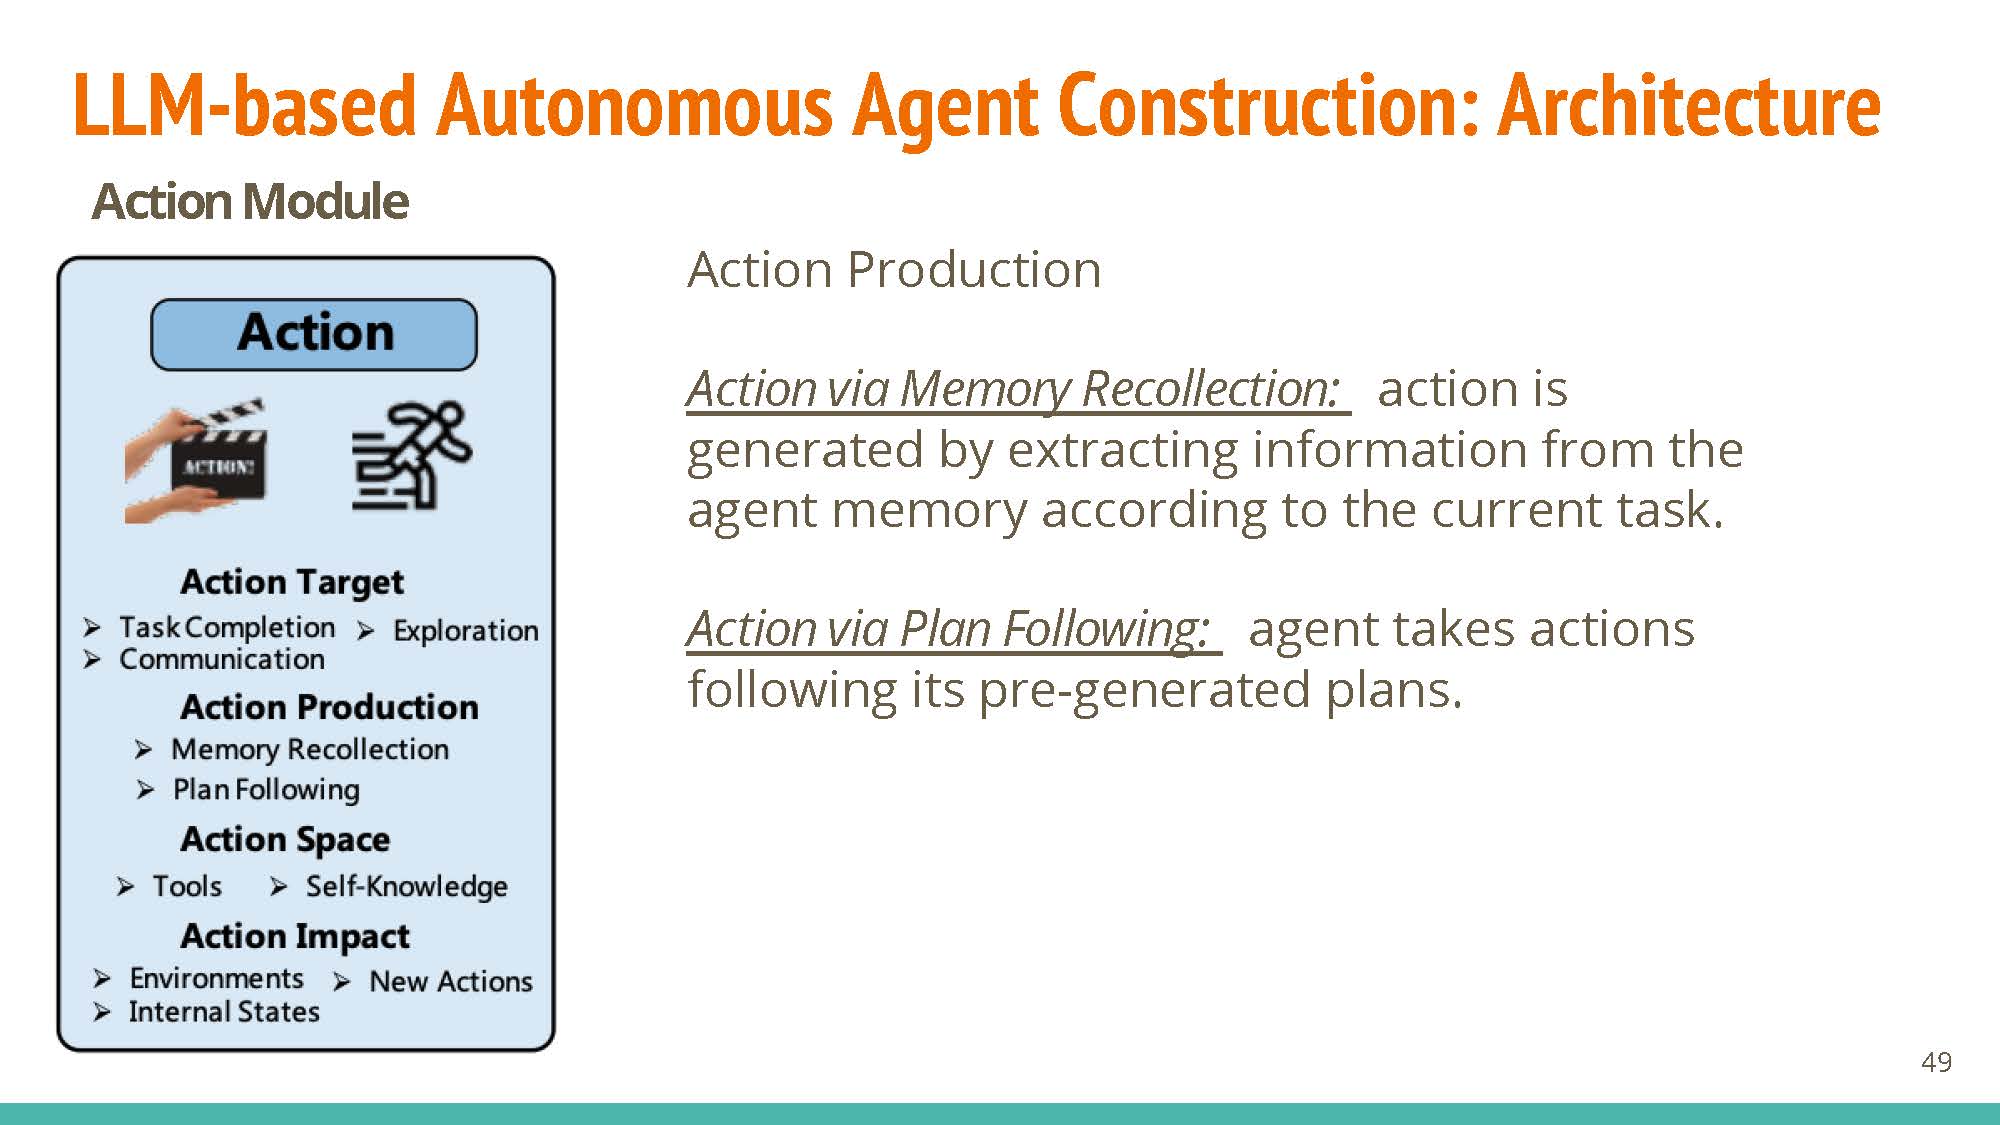 LLM-based Autonomous Agent Construction: Architecture
Action Module
Action
ACTION!
Action Target
➢ Task Completion ➢ Exploration
➢ Communication
Action Production
➢ Memory Recollection
➢ Plan Following
Action Space
➢ Tools ➢ Self-Knowledge
Action Impact
➢ Environments ➢ New Actions
➢ Internal States
Action Production
Action via Memory Recollection: action is
generated by extracting information from the
agent memory according to the current task.
Action via Plan Following: agent takes actions
following its pre-generated plans.
49